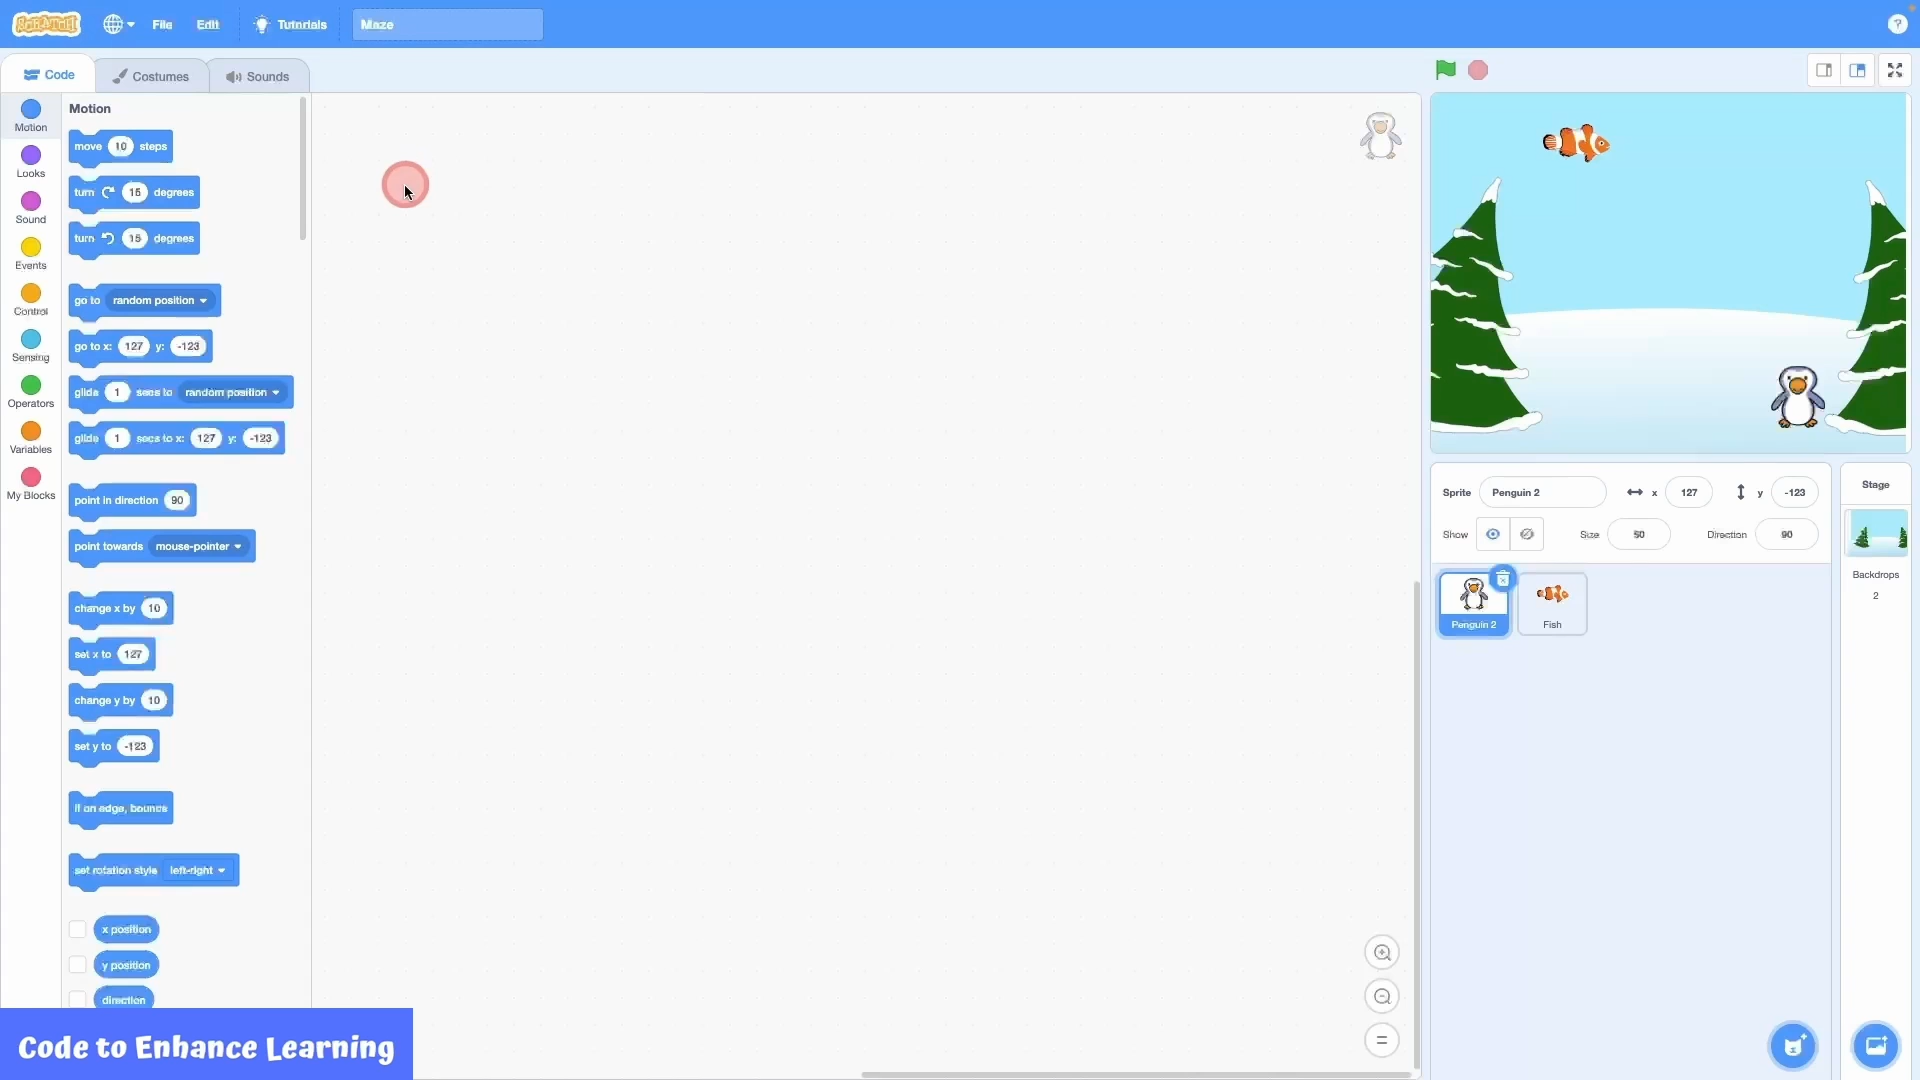 SCRATCH
File
Edit
Tutorials
Maze
?
Code
Costumes
Sounds
Motion
Looks
Sound
Events
Control
Sensing
Operators
Variables
My Blocks
Motion
move 10 steps
turn 15 degrees
turn 15 degrees
go to random position
go to x: 127 y: -123
glide 1 secs to random position
glide 1 secs to x: 127 y: -123
point in direction 90
point towards mouse-pointer
change x by 10
set x to 127
change y by 10
set y to -123
if on edge, bounce
set rotation style left-right
x position
y position
direction
Code to Enhance Learning
Sprite Penguin 2 x 127 y -123
Show Size 50 Direction 90
Penguin 2
Fish
Stage
Backdrops
2